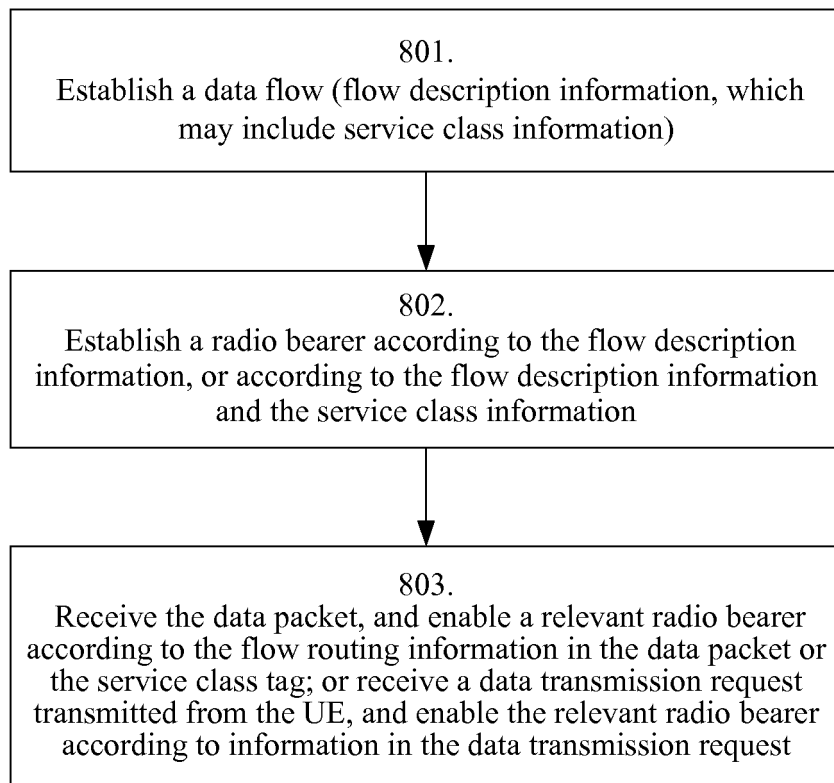 801.
Establish a data flow (flow description information, which
may include service class information)
802.
Establish a radio bearer according to the flow description
information, or according to the flow description information
and the service class information
803.
Receive the data packet, and enable a relevant radio bearer
according to the flow routing information in the data packet or
the service class tag; or receive a data transmission request
transmitted from the UE, and enable the relevant radio bearer
according to information in the data transmission request